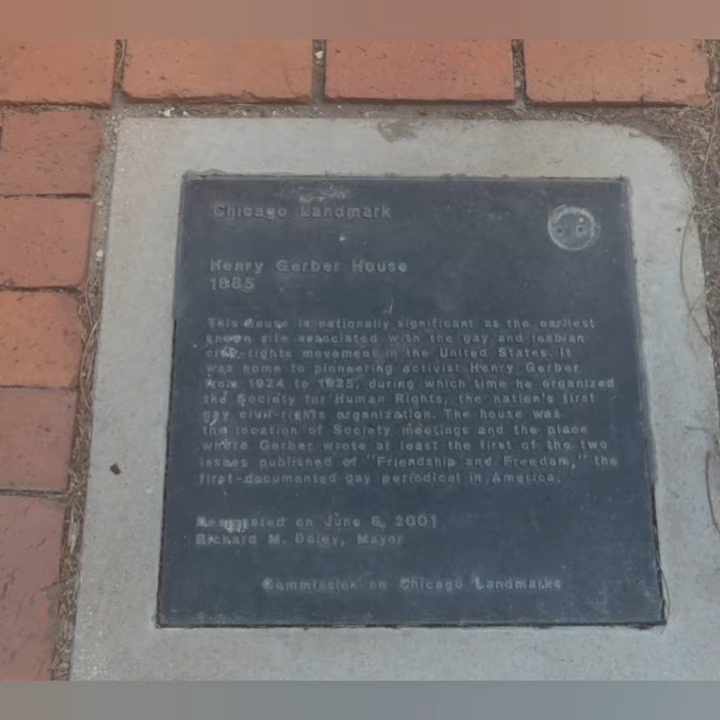 Chicago Landmark
Henry Gerber House
1885
This house is nationally significant as the earliest
known site associated with the gay and lesbian
civil-rights movement in the United States. It
was home to pioneering activist Henry Gerber
from 1924 to 1925, during which time he organized
the Society for Human Rights, the nation's first
gay civil-rights organization. The house was
the location of Society meetings and the place
where Gerber wrote at least the first of the two
issues published of "Friendship and Freedom," the
first-documented gay periodical in America.
Designated on June 6, 2001
Richard M. Daley, Mayor
Commission on Chicago Landmarks